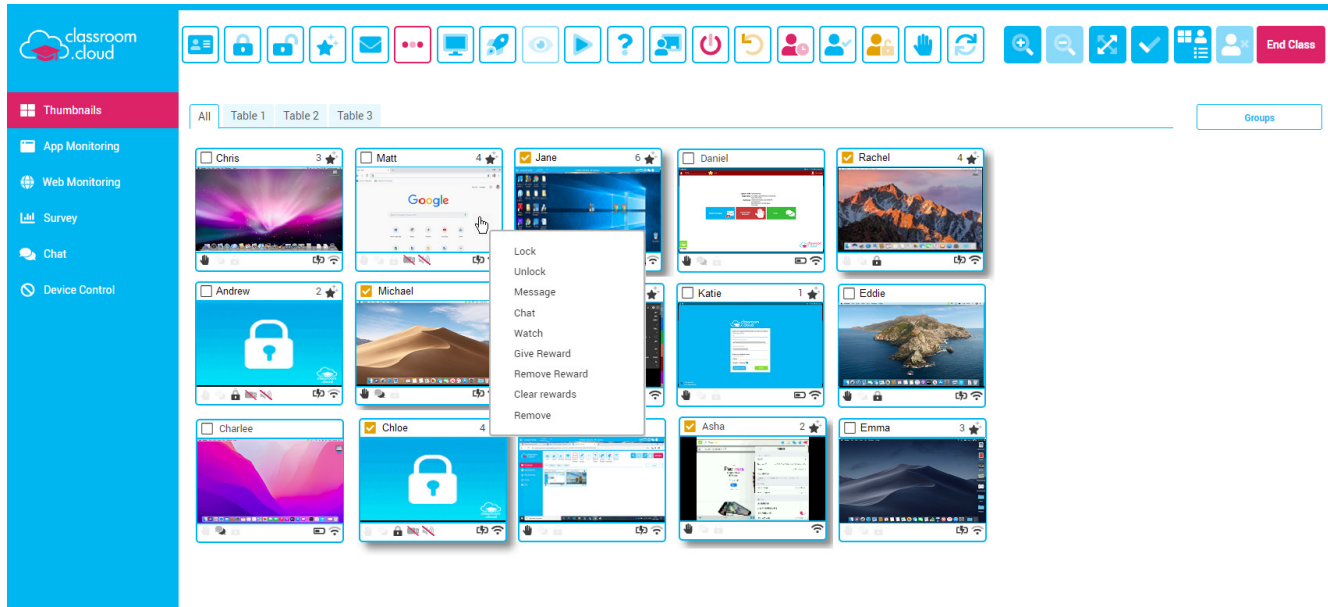 classroom
.cloud
End Class
Thumbnails
App Monitoring
Web Monitoring
Survey
Chat
Device Control
All Table 1 Table 2 Table 3
Groups
Chris 3
Matt 4
Jane 6
Daniel
Rachel 4
Google
Lock
Unlock
Message
Chat
Watch
Give Reward
Remove Reward
Clear rewards
Remove
Andrew 2
Michael
Katie 1
Eddie
Charlee
Chloe 4
Asha 2
Emma 3